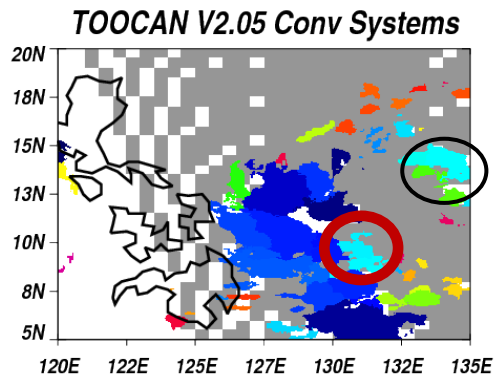 TOOCAN V2.05 Conv Systems
20N
18N
15N
13N
10N
8N
5N
120E 122E 125E 127E 130E 132E 135E